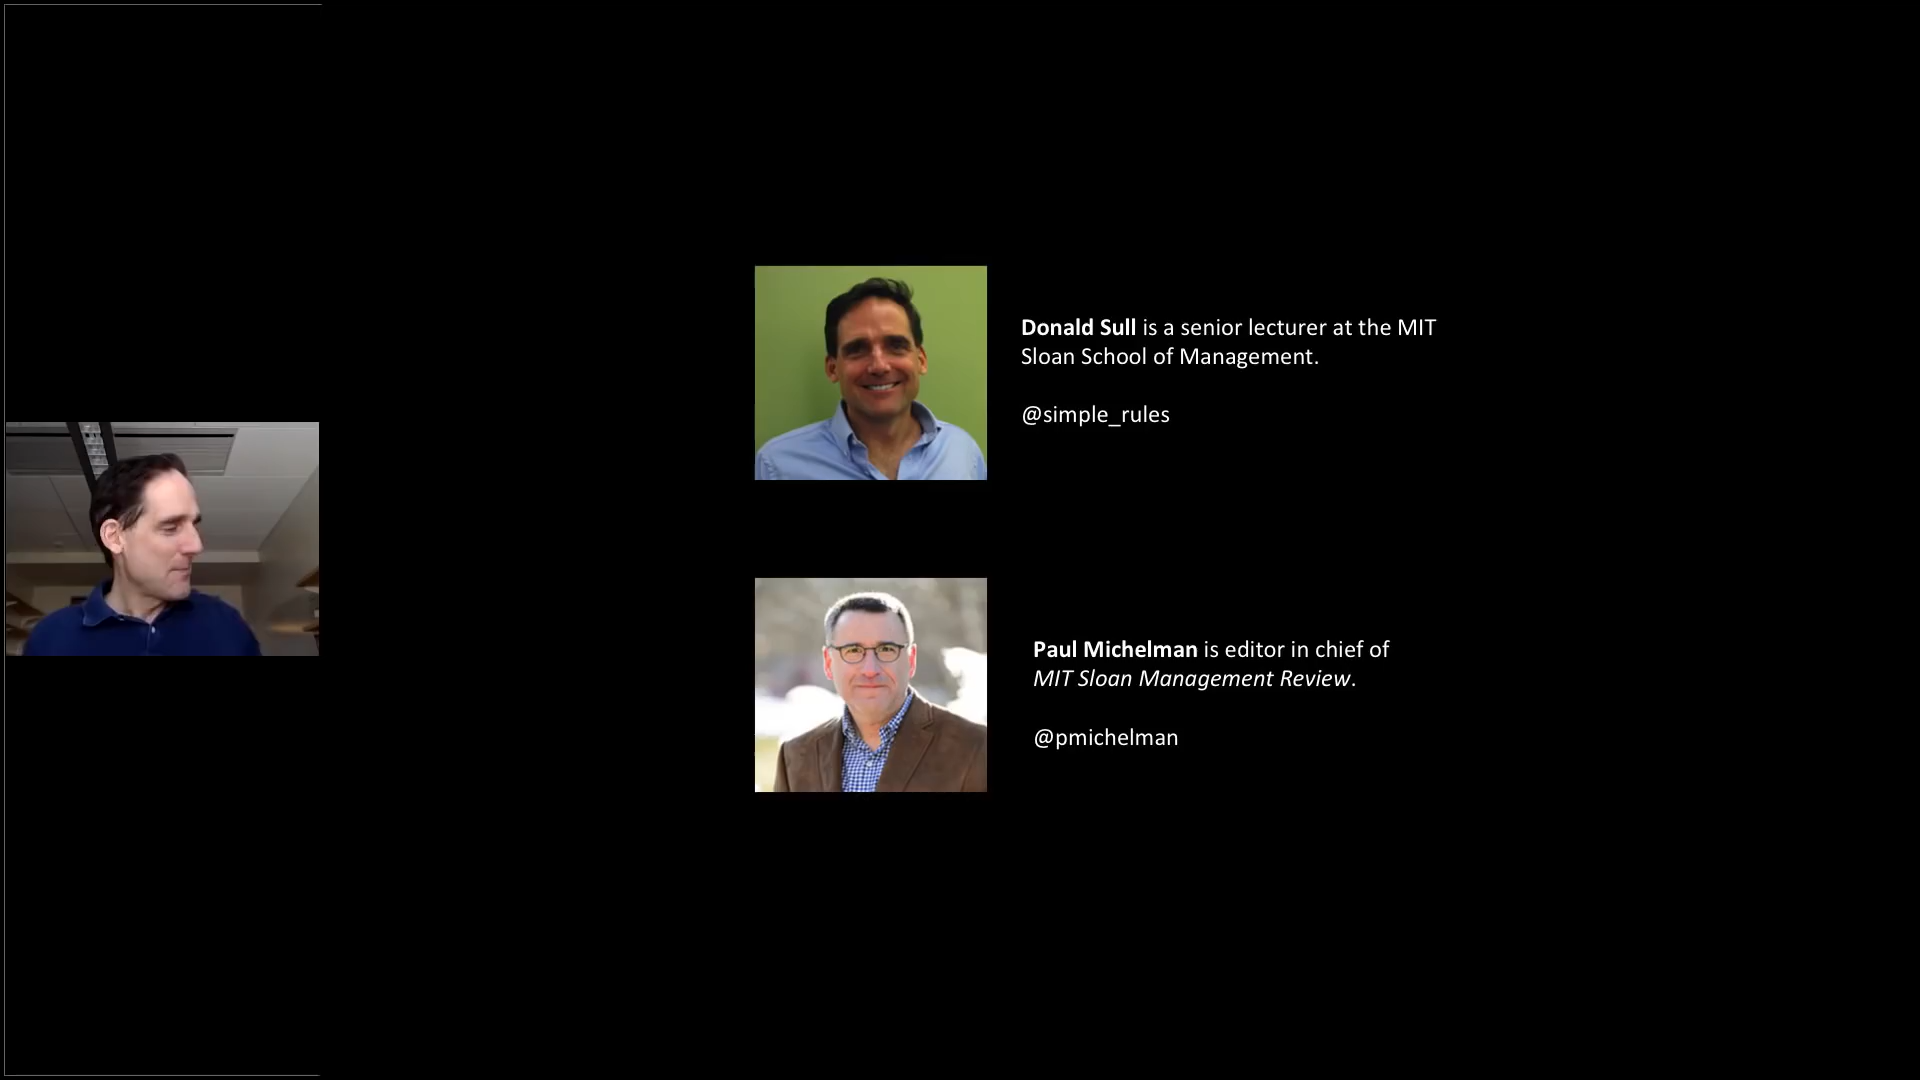 Donald Sull is a senior lecturer at the MIT
Sloan School of Management.
@simple_rules
Paul Michelman is editor in chief of
MIT Sloan Management Review.
@pmichelman